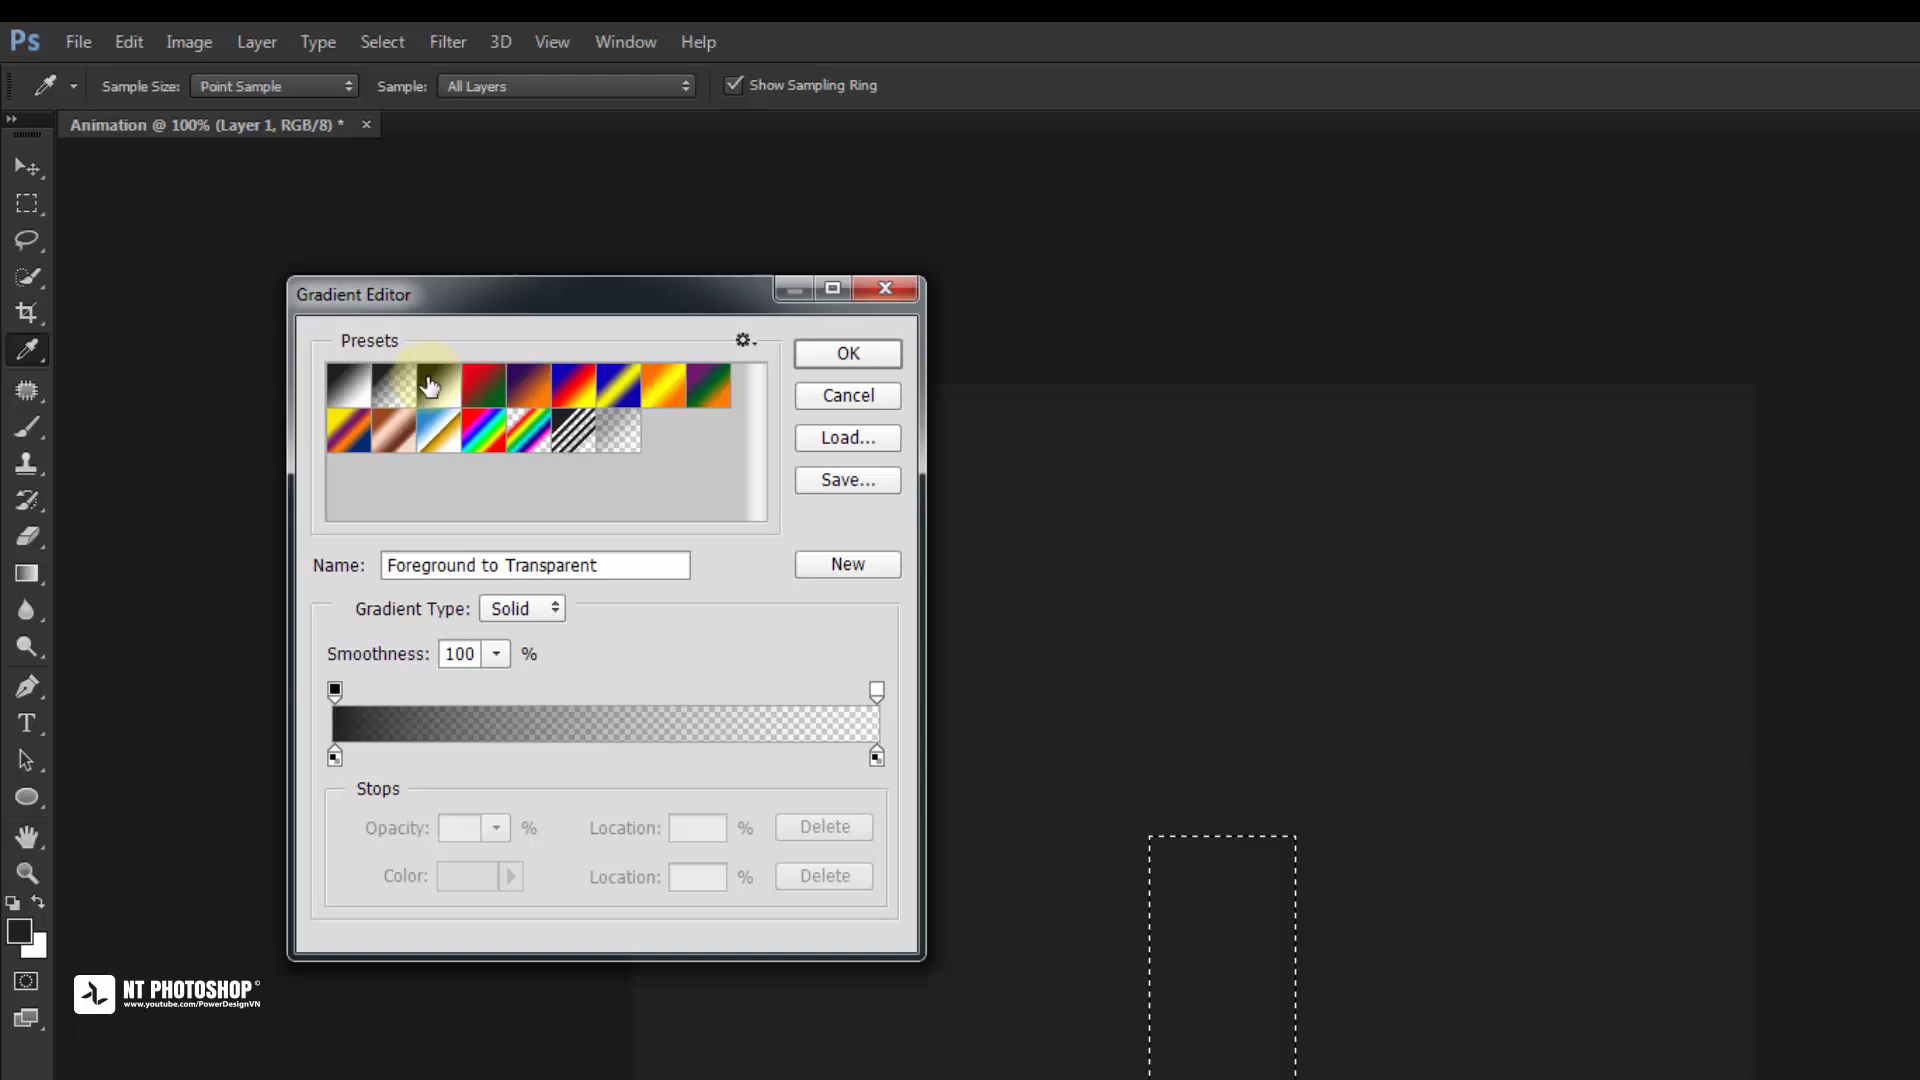 Ps File Edit Image Layer Type Select Filter 3D View Window Help
Sample Size: Point Sample Sample: All Layers Show Sampling Ring
Animation @ 100% (Layer 1, RGB/8) * ×
Gradient Editor
Presets
OK
Cancel
Load...
Save...
Name: Foreground to Transparent
New
Gradient Type: Solid
Smoothness: 100 %
Stops
Opacity: % Location: % Delete
Color: Location: % Delete
NT PHOTOSHOP©
www.youtube.com/PowerDesignVN